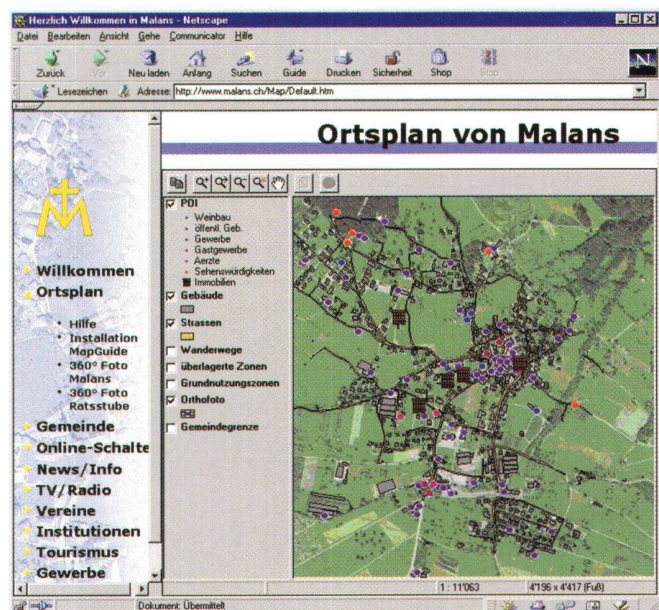 Herzlich Willkommen in Malans - Netscape
Datei Bearbeiten Ansicht Gehe Communicator Hilfe
Zurück Vor Neu laden Anfang Suchen Guide Drucken Sicherheit Shop Stop
N
Lesezeichen Adresse: http://www.malans.ch/Map/Default.htm
Ortsplan von Malans
Willkommen
Ortsplan
• Hilfe
• Installation
MapGuide
• 360° Foto
Malans
• 360° Foto
Ratsstube
Gemeinde
Online-Schalte
News/Info
TV/Radio
Vereine
Institutionen
Tourismus
Gewerbe
POI
Weinbau
öffentl. Geb.
Gewerbe
Gastgewerbe
Aerzte
Sehenswürdigkeiten
Immobilien
Gebäude
Strassen
Wanderwege
überlagerte Zonen
Grundnutzungszonen
Orthofoto
Gemeindegrenze
1 : 11'063 4'196 x 4'417 (Fuß)
Dokument: Übermittelt